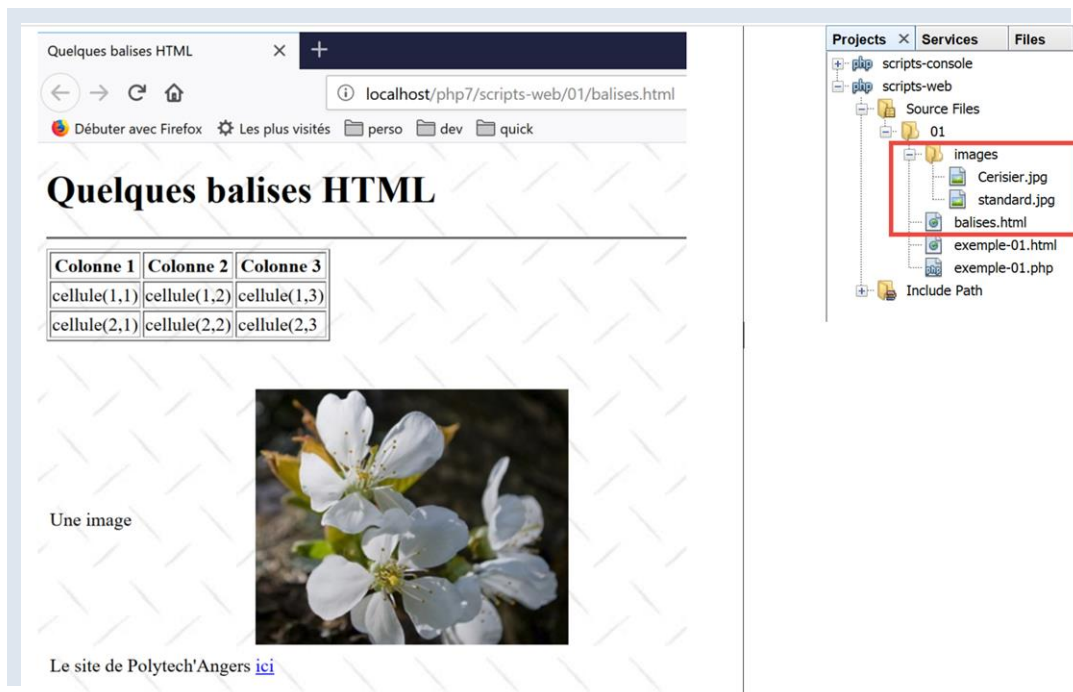 Quelques balises HTML
localhost/php7/scripts-web/01/balises.html
Débuter avec Firefox Les plus visités perso dev quick
Quelques balises HTML
Colonne 1 Colonne 2 Colonne 3
cellule(1,1) cellule(1,2) cellule(1,3)
cellule(2,1) cellule(2,2) cellule(2,3
Une image
Le site de Polytech'Angers ici
Projects Services Files
php scripts-console
php scripts-web
Source Files
01
images
Cerisier.jpg
standard.jpg
balises.html
exemple-01.html
php exemple-01.php
Include Path